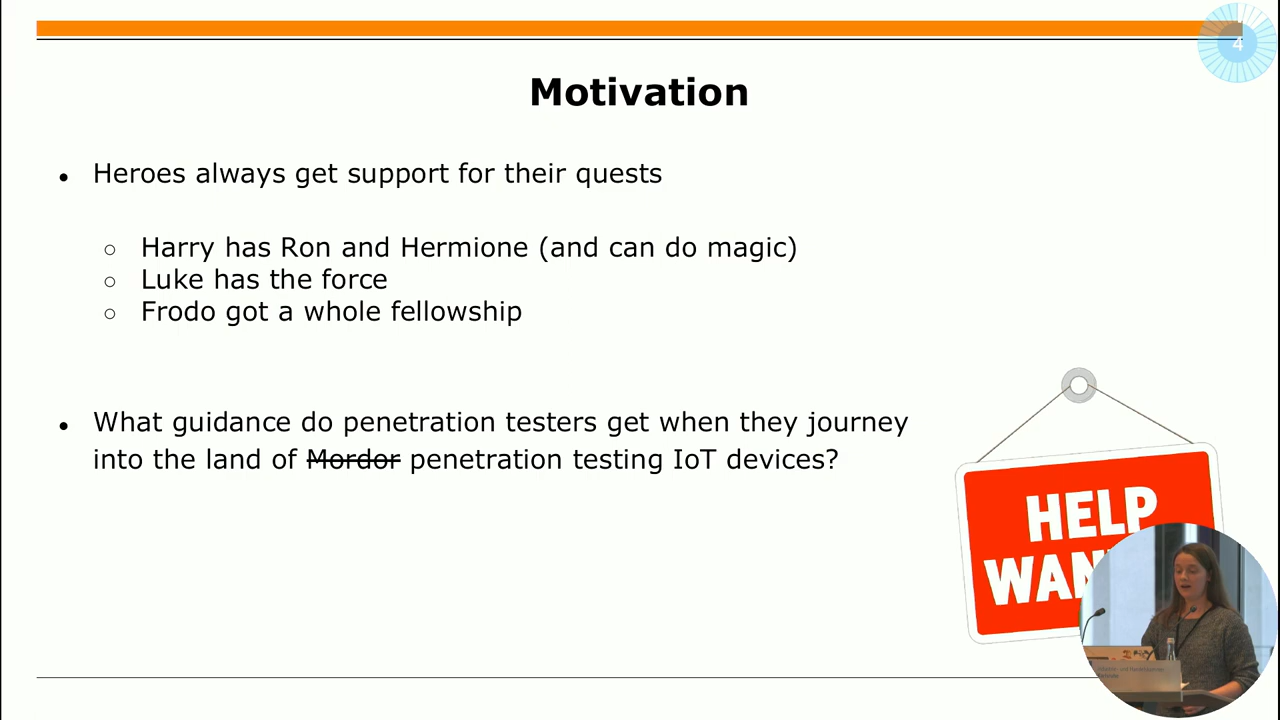 4
Motivation
• Heroes always get support for their quests
○ Harry has Ron and Hermione (and can do magic)
○ Luke has the force
○ Frodo got a whole fellowship
• What guidance do penetration testers get when they journey
into the land of Mordor penetration testing IoT devices?
HELP
WAN